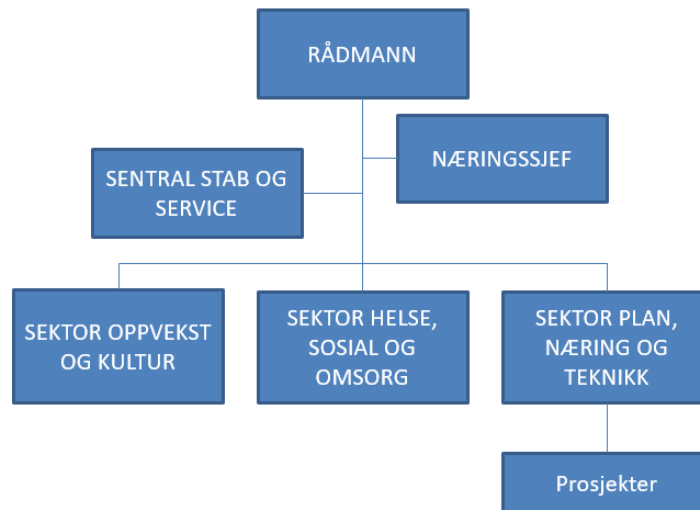 RÅDMANN
NÆRINGSSJEF
SENTRAL STAB OG
SERVICE
SEKTOR OPPVEKST
OG KULTUR
SEKTOR HELSE,
SOSIAL OG
OMSORG
SEKTOR PLAN,
NÆRING OG
TEKNIKK
Prosjekter